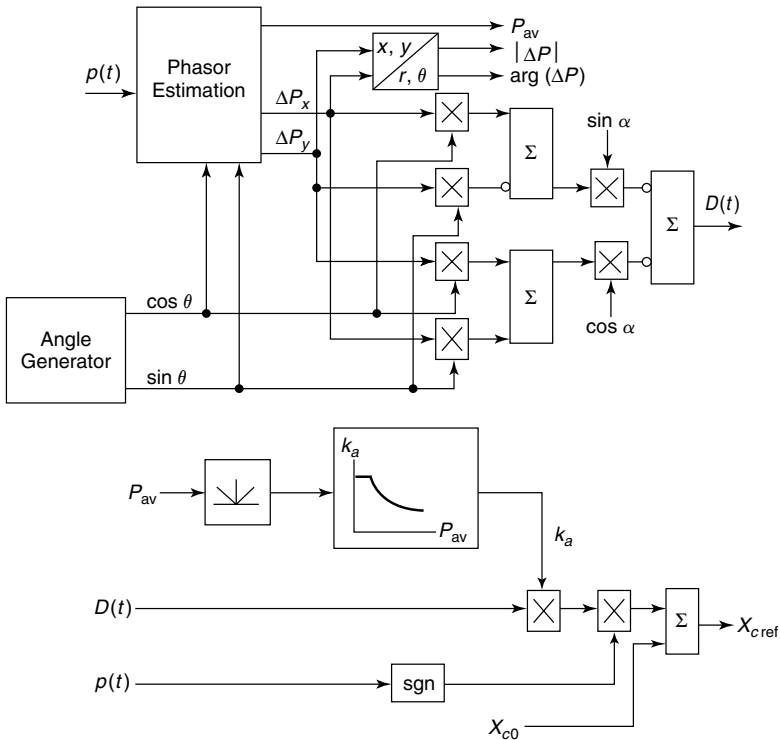 p(t)
Phasor
Estimation
P_av
x, y
r, θ
|ΔP|
arg (ΔP)
ΔP_x
ΔP_y
Σ
sin α
Σ
D(t)
Σ
cos α
Angle
Generator
cos θ
sin θ
P_av
k_a
P_av
k_a
D(t)
p(t)
sgn
Σ
X_c ref
X_c0